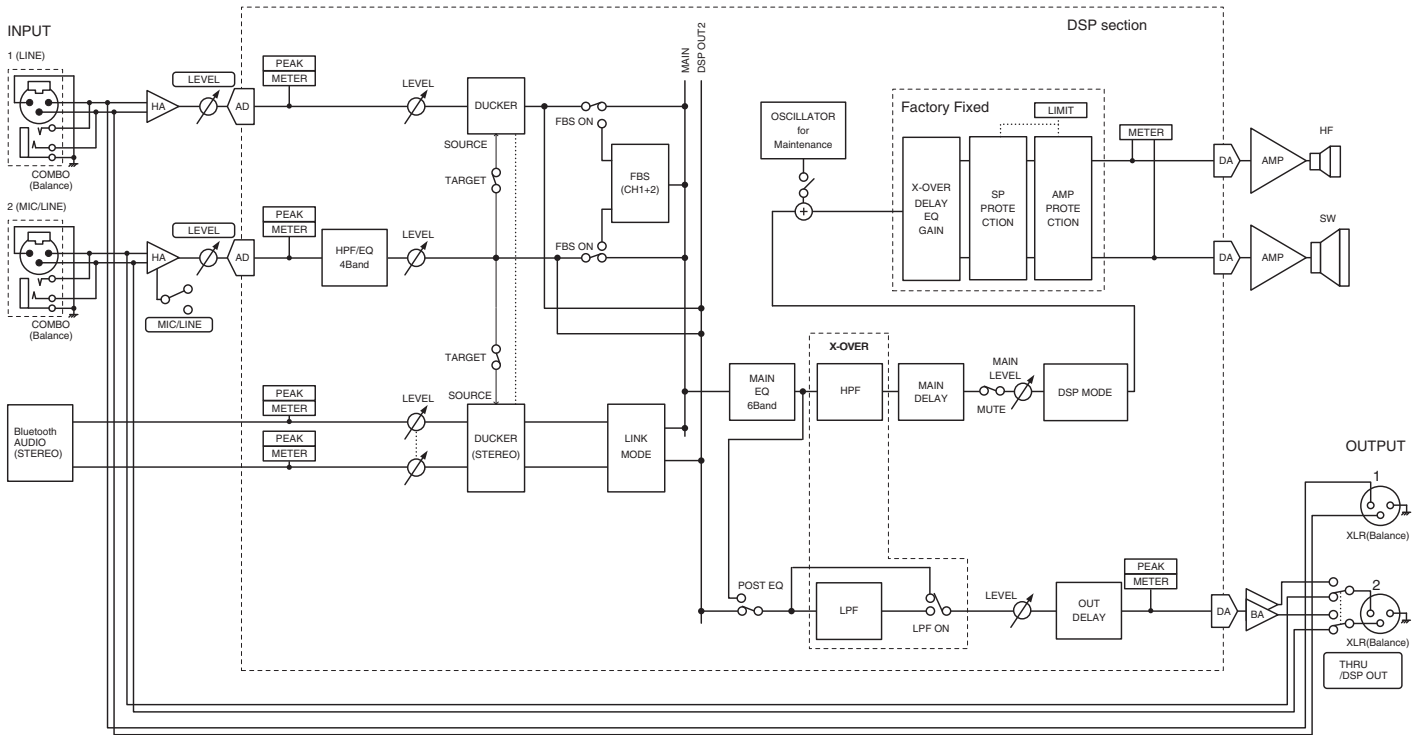 INPUT
1 (LINE)
COMBO
(Balance)
HA
LEVEL
AD
PEAK
METER
LEVEL
DUCKER
SOURCE
TARGET
FBS ON
FBS
(CH1+2)
FBS ON
MAIN
DSP OUT2
DSP section
OSCILLATOR
for
Maintenance
Factory Fixed
LIMIT
X-OVER
DELAY
EQ
GAIN
SP
PROTE
CTION
AMP
PROTE
CTION
METER
DA
AMP
HF
DA
AMP
SW
2 (MIC/LINE)
COMBO
(Balance)
HA
MIC/LINE
LEVEL
AD
PEAK
METER
HPF/EQ
4Band
LEVEL
TARGET
SOURCE
Bluetooth
AUDIO
(STEREO)
PEAK
METER
PEAK
METER
LEVEL
DUCKER
(STEREO)
LINK
MODE
MAIN
EQ
6Band
X-OVER
HPF
MAIN
DELAY
MAIN
LEVEL
MUTE
DSP MODE
POST EQ
LPF
LPF ON
LEVEL
OUT
DELAY
PEAK
METER
DA
BA
OUTPUT
1
XLR(Balance)
2
XLR(Balance)
THRU
/DSP OUT